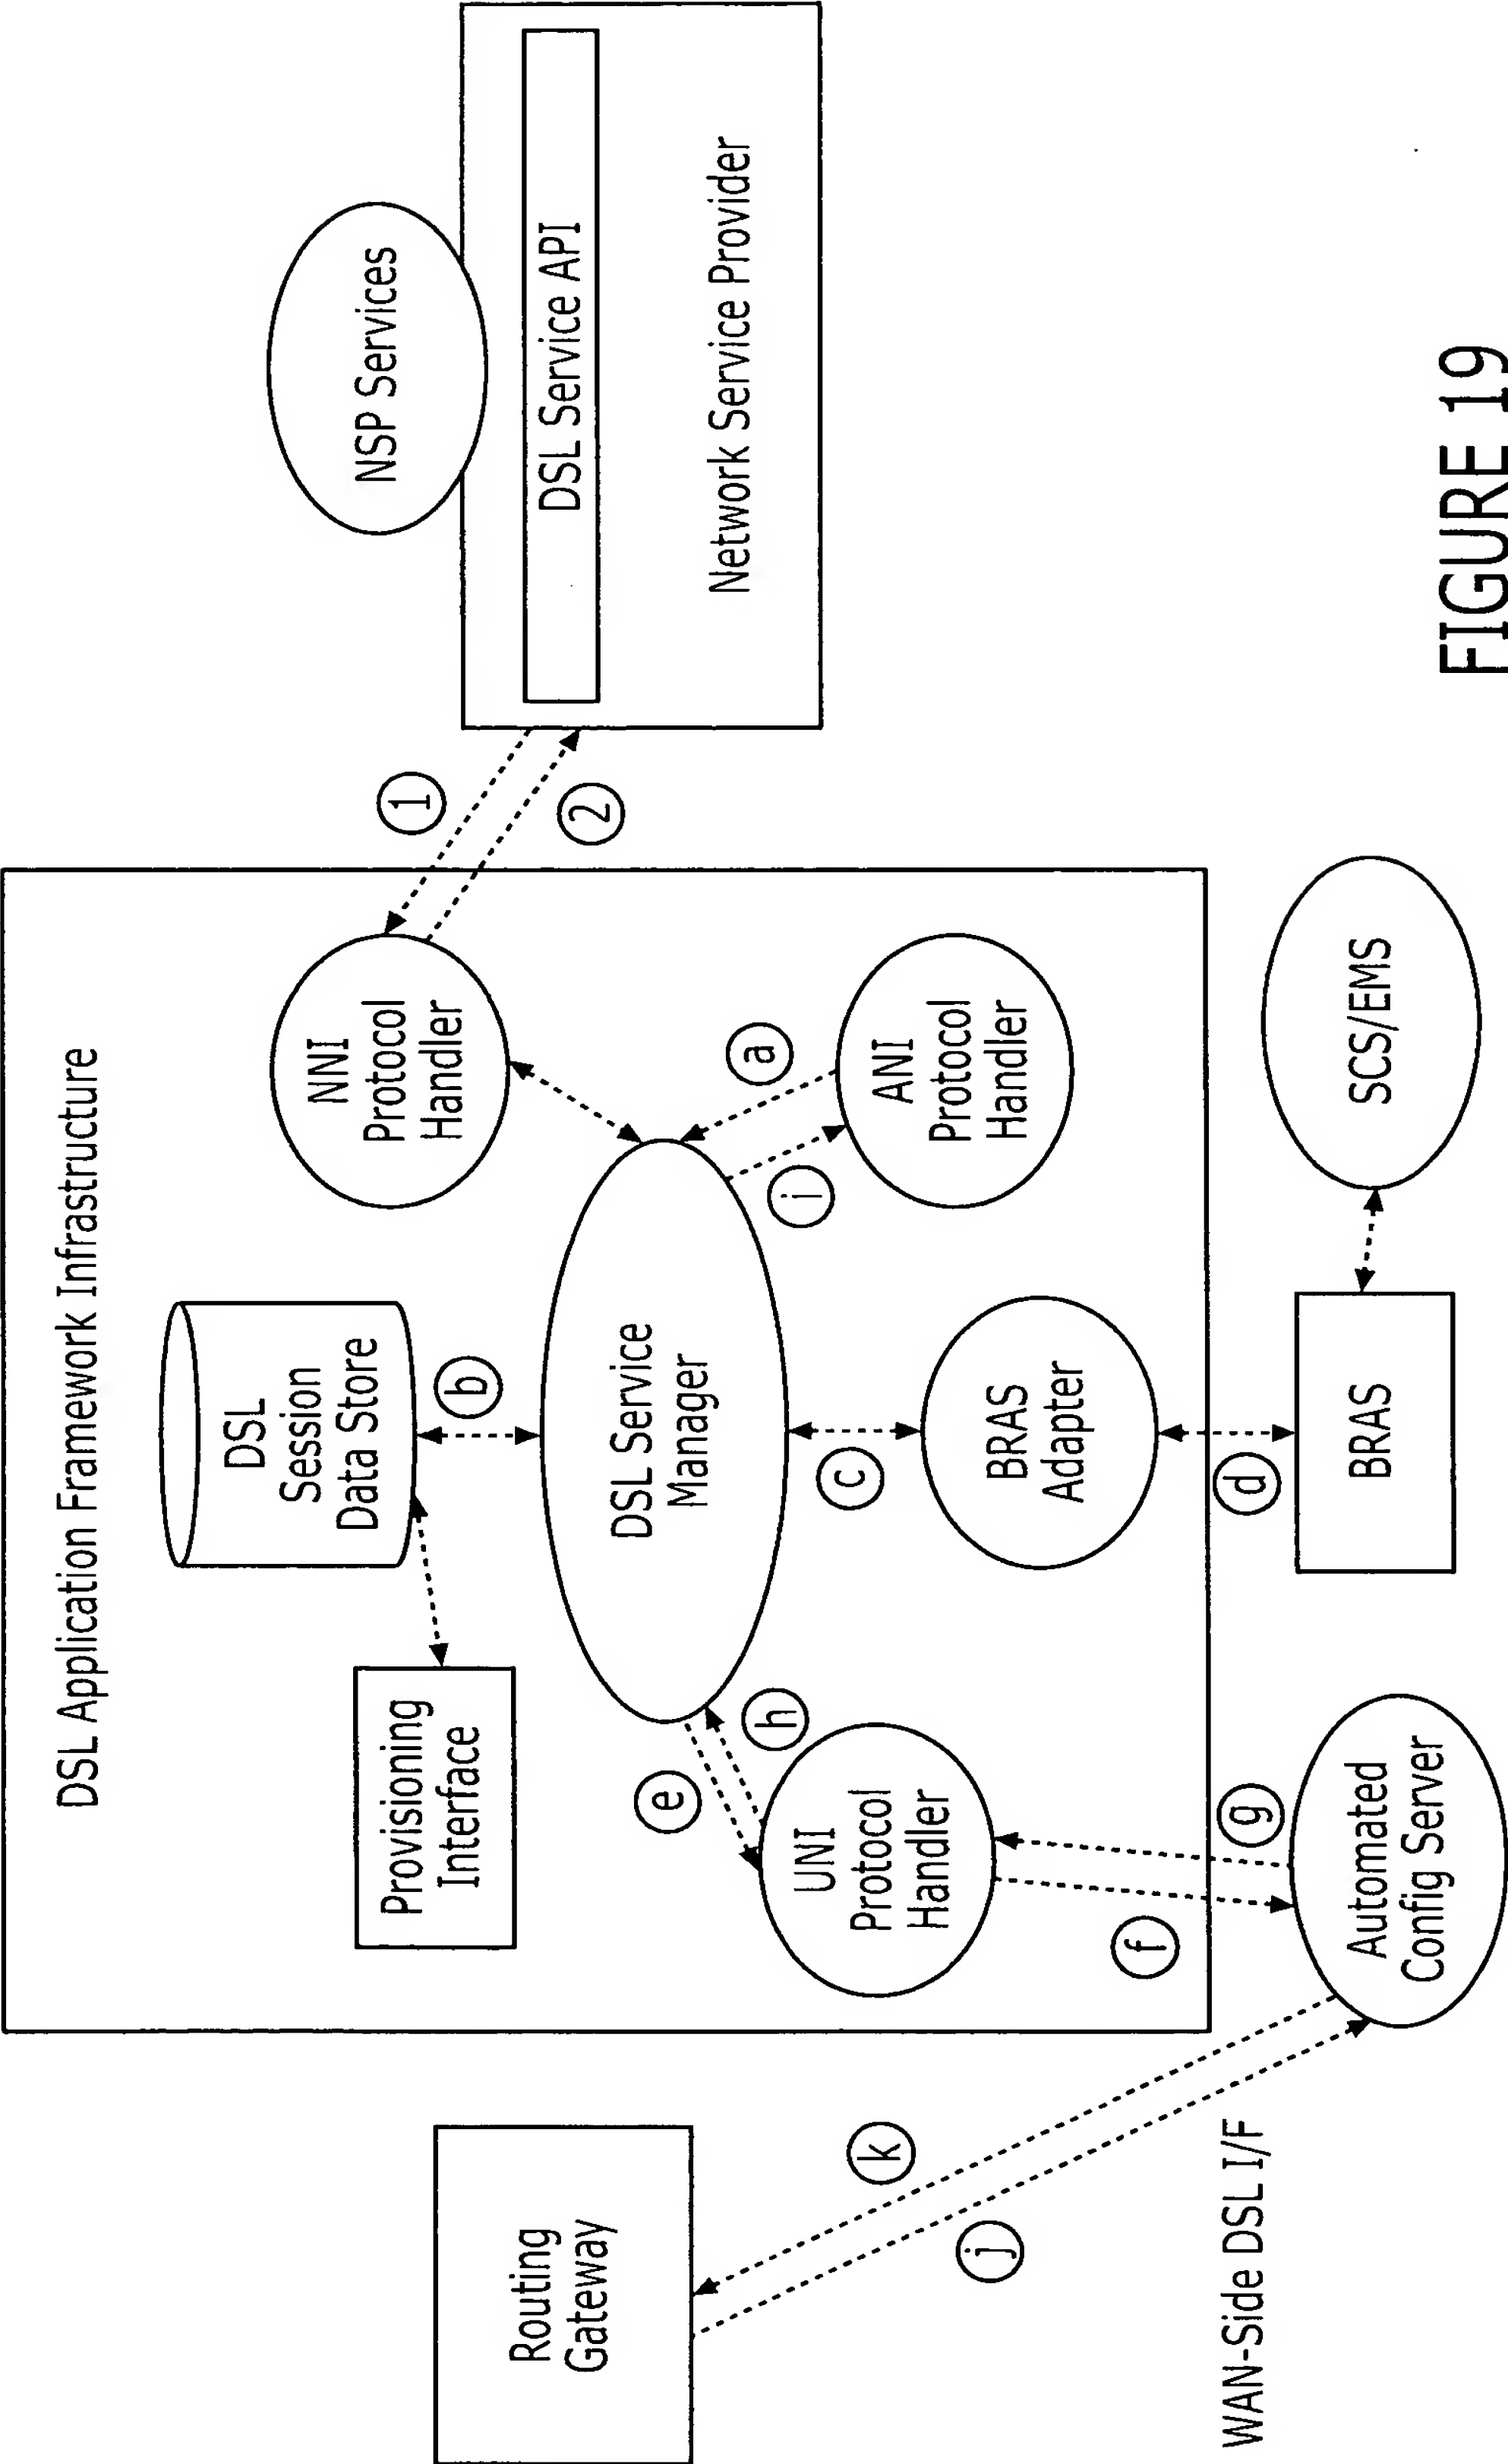 DSL Application Framework Infrastructure
NSP Services
DSL Service API
Network Service Provider
1
2
NNI
Protocol
Handler
DSL
Session
Data Store
Provisioning
Interface
b
DSL Service
Manager
a
i
ANI
Protocol
Handler
c
BRAS
Adapter
d
e
h
UNI
Protocol
Handler
f
g
Routing
Gateway
k
j
WAN-Side DSL I/F
Automated
Config Server
BRAS
SCS/EMS
FIGURE 19